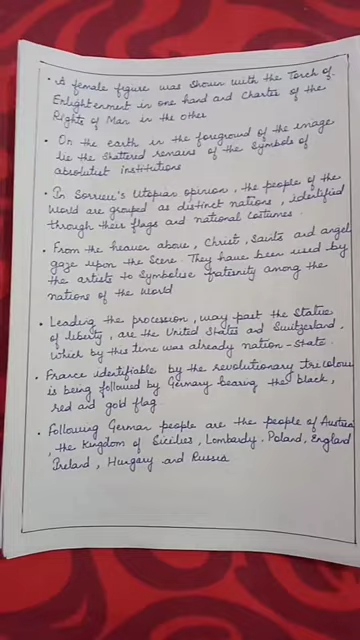 • A female figure was shown with the Torch of
Enlightenment in one hand and Charter of the
Rights of Man in the other
• On the earth in the foreground of the image
lie the shattered remains of the symbols of
absolutist institutions
• In Sorrieu's Utopian opinion, the people of the
World are grouped as distinct nations, identified
through their flags and national costumes.
• From the heaven above, Christ, Saints and angel
gaze upon the scene. They have been used by
the artists to symbolise fraternity among the
nations of the world
• Leading the procession, way past the Statue
of liberty, are the United States and Switzerland,
which by this time was already nation-state.
• France identifiable by the revolutionary tricolour
is being followed by Germany bearing the black,
red and gold flag.
• Following German people are the people of Austria
, the Kingdom of Sicilies, Lombardy, Poland, England
Ireland, Hungary and Russia